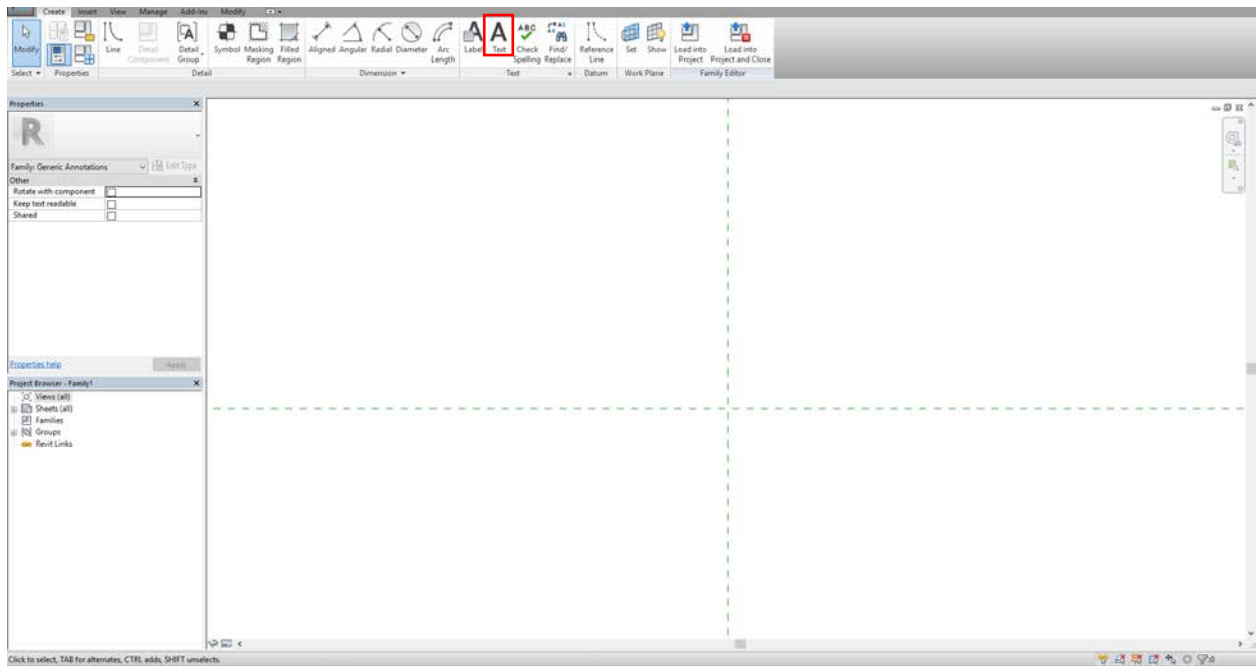 Create Insert View Manage Add-Ins Modify
Modify Line Detail Component Detail Group Symbol Masking Region Filled Region Aligned Angular Radial Diameter Arc Length Label Text Check Spelling Find/ Replace Reference Line Set Show Load into Project Load into Project and Close
Select Properties Detail Dimension Text Datum Work Plane Family Editor
Properties
R
Family: Generic Annotations Edit Type
Other
Rotate with component
Keep text readable
Shared
Properties help Apply
Project Browser - Family1
Views (all)
Sheets (all)
Families
Groups
Revit Links
Click to select, TAB for alternates, CTRL adds, SHIFT unselects.